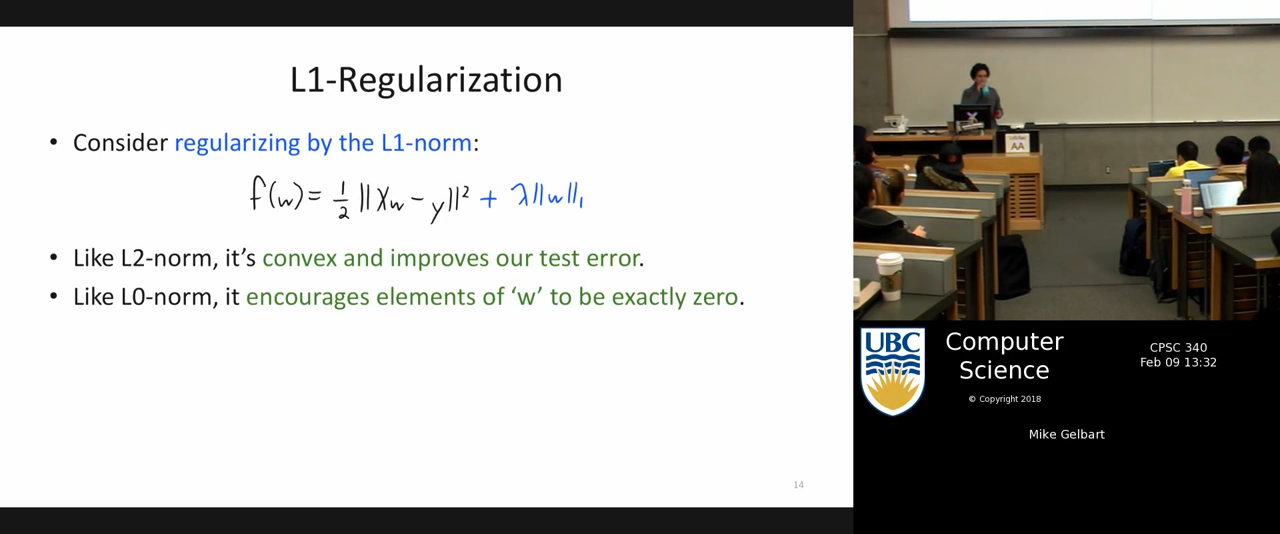 L1-Regularization
• Consider regularizing by the L1-norm:
f(w) = 1/2 ||Xw - y||² + λ||w||₁
• Like L2-norm, it's convex and improves our test error.
• Like L0-norm, it encourages elements of 'w' to be exactly zero.
14
AA
UBC
Computer
Science
© Copyright 2018
CPSC 340
Feb 09 13:32
Mike Gelbart